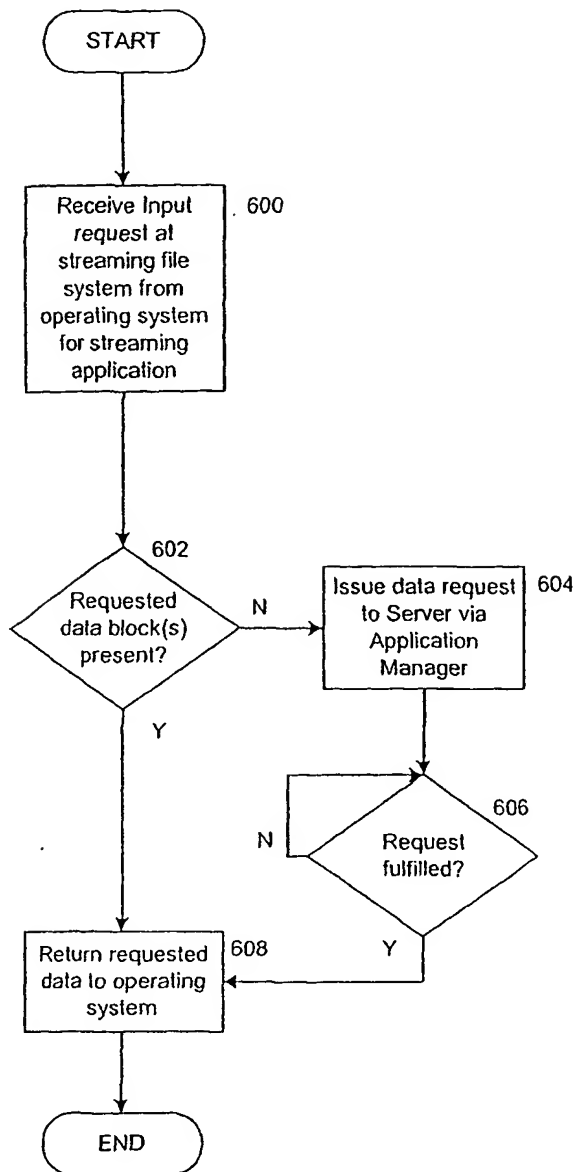 START
Receive Input
request at
streaming file
system from
operating system
for streaming
application
600
602
Requested
data block(s)
present?
N
Y
Issue data request
to Server via
Application
Manager
604
606
Request
fulfilled?
N
Y
Return requested
data to operating
system
608
END